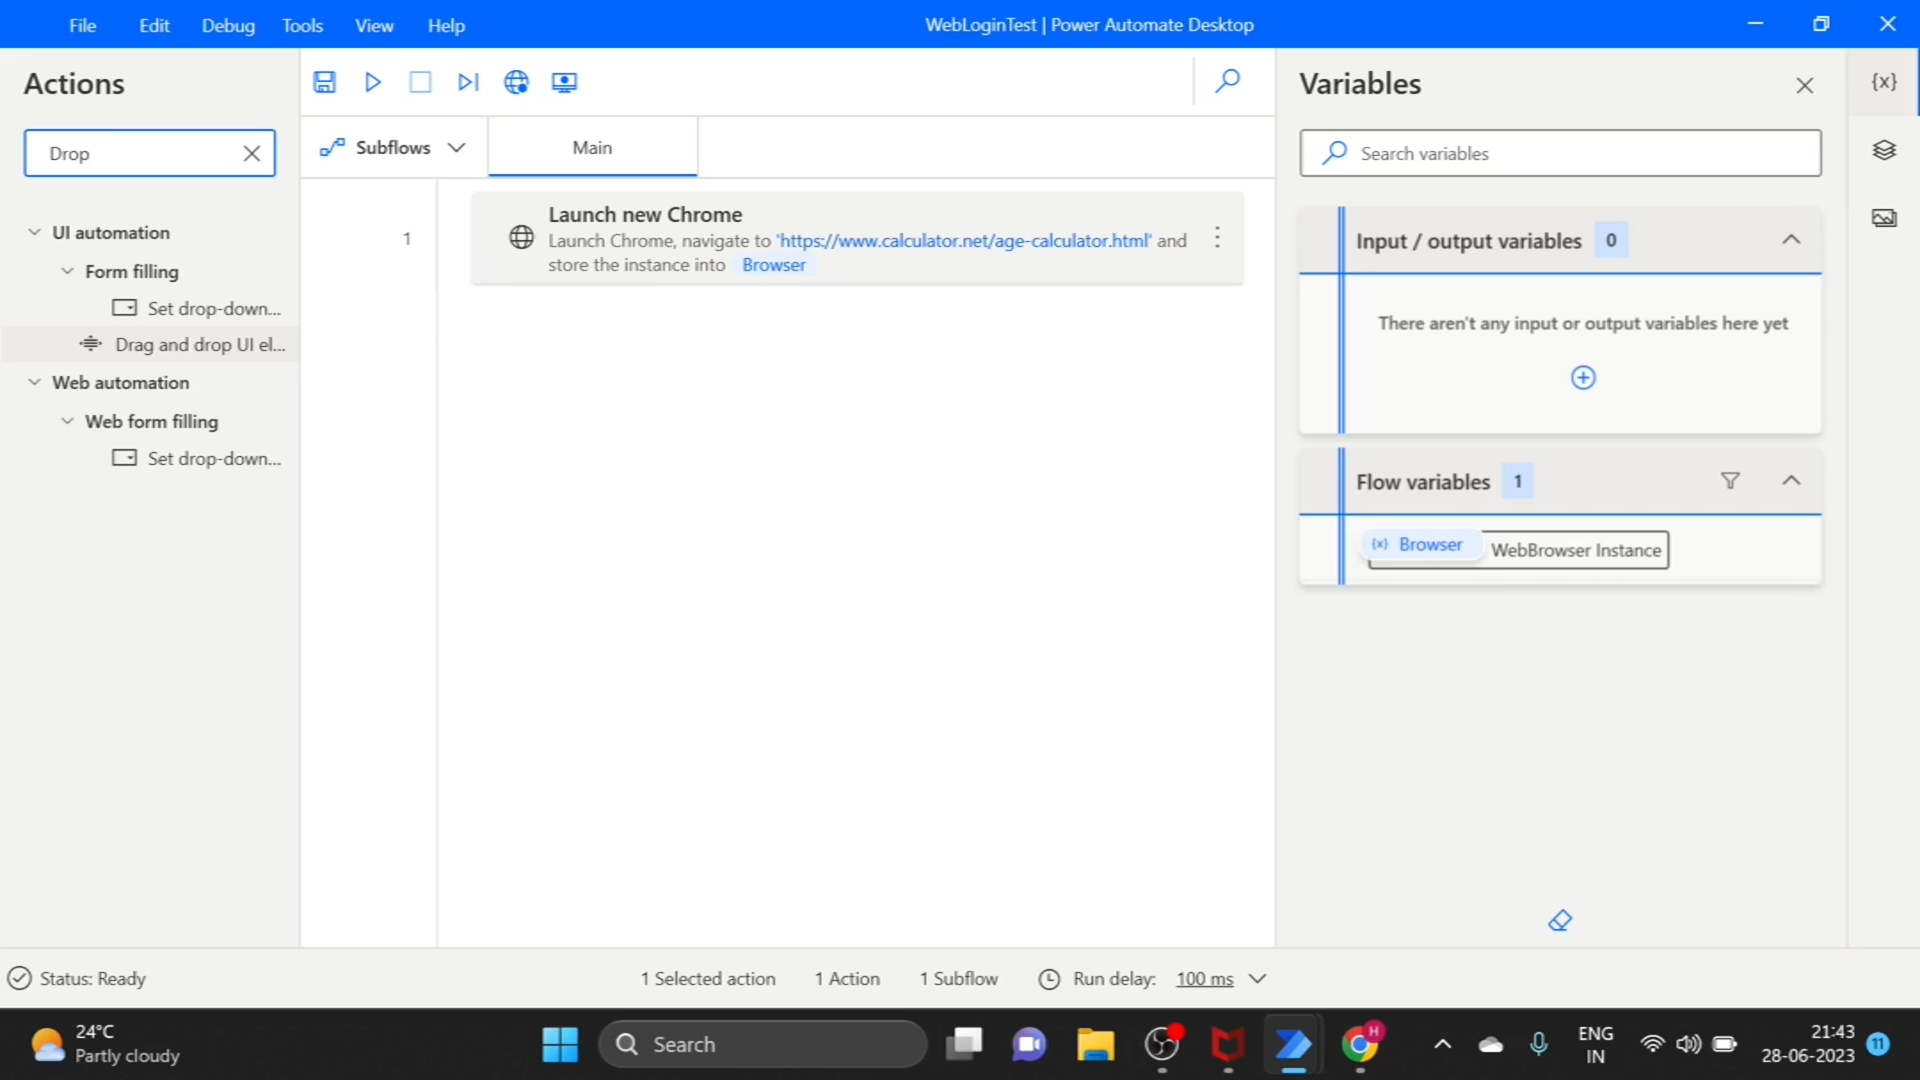 File Edit Debug Tools View Help
WebLoginTest | Power Automate Desktop
Actions
Drop
UI automation
Form filling
Set drop-down...
Drag and drop UI el...
Web automation
Web form filling
Set drop-down...
Subflows
Main
1
Launch new Chrome
Launch Chrome, navigate to 'https://www.calculator.net/age-calculator.html' and
store the instance into Browser
Variables
{x}
Search variables
Input / output variables 0
There aren't any input or output variables here yet
Flow variables 1
{x} Browser
WebBrowser Instance
Status: Ready
1 Selected action
1 Action
1 Subflow
Run delay: 100 ms
24°C
Partly cloudy
Search
H
ENG
IN
21:43
28-06-2023
11